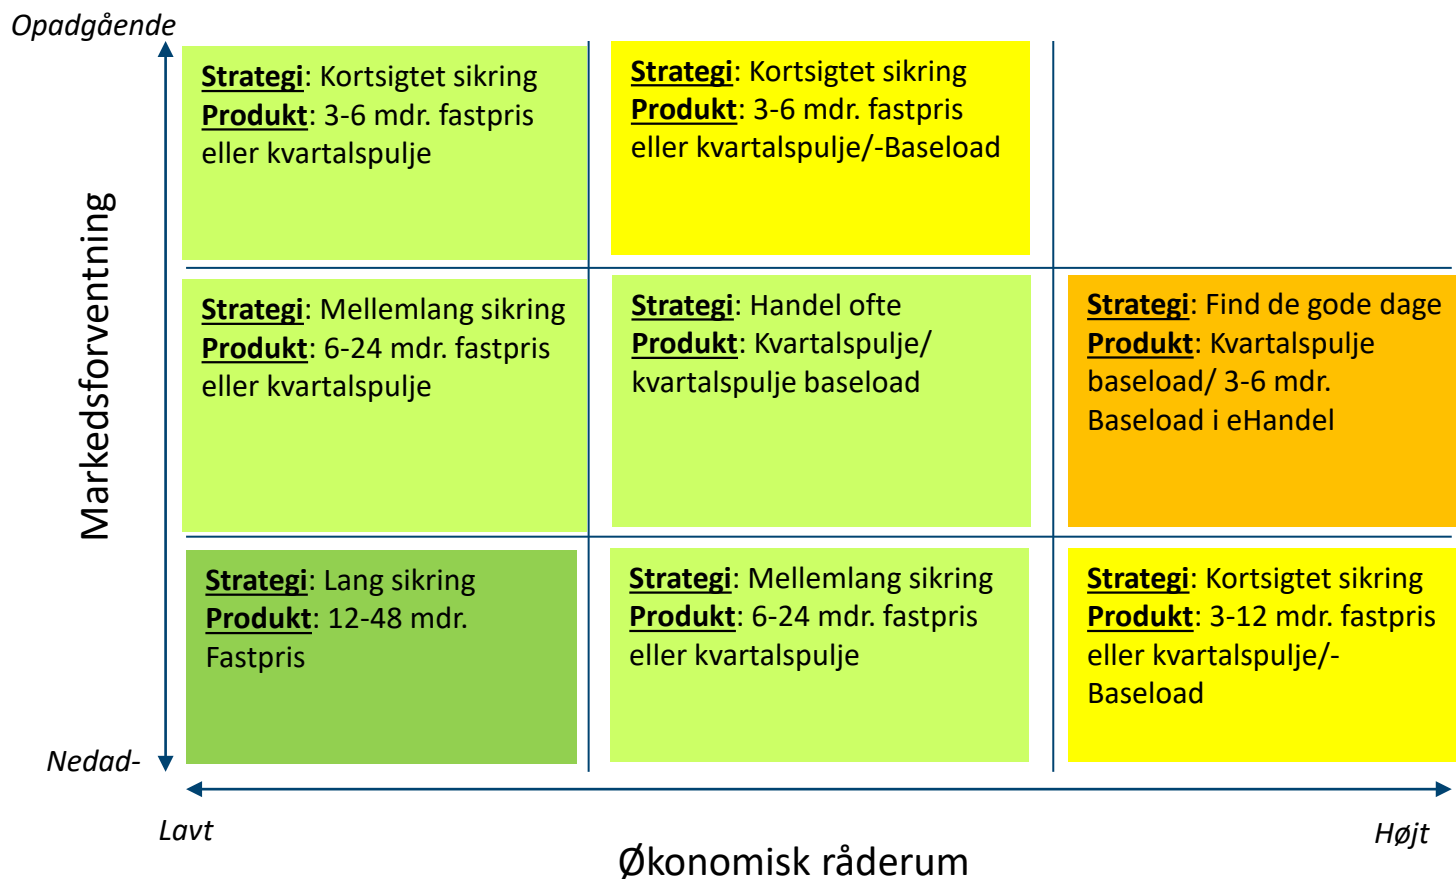 Opadgående
Strategi: Kortsigtet sikring
Produkt: 3-6 mdr. fastpris
eller kvartalspulje
Strategi: Kortsigtet sikring
Produkt: 3-6 mdr. fastpris
eller kvartalspulje/-Baseload
Markedsforventning
Strategi: Mellemlang sikring
Produkt: 6-24 mdr. fastpris
eller kvartalspulje
Strategi: Handel ofte
Produkt: Kvartalspulje/
kvartalspulje baseload
Strategi: Find de gode dage
Produkt: Kvartalspulje
baseload/ 3-6 mdr.
Baseload i eHandel
Strategi: Lang sikring
Produkt: 12-48 mdr.
Fastpris
Strategi: Mellemlang sikring
Produkt: 6-24 mdr. fastpris
eller kvartalspulje
Strategi: Kortsigtet sikring
Produkt: 3-12 mdr. fastpris
eller kvartalspulje/-
Baseload
Nedad-
Lavt
Højt
Økonomisk råderum